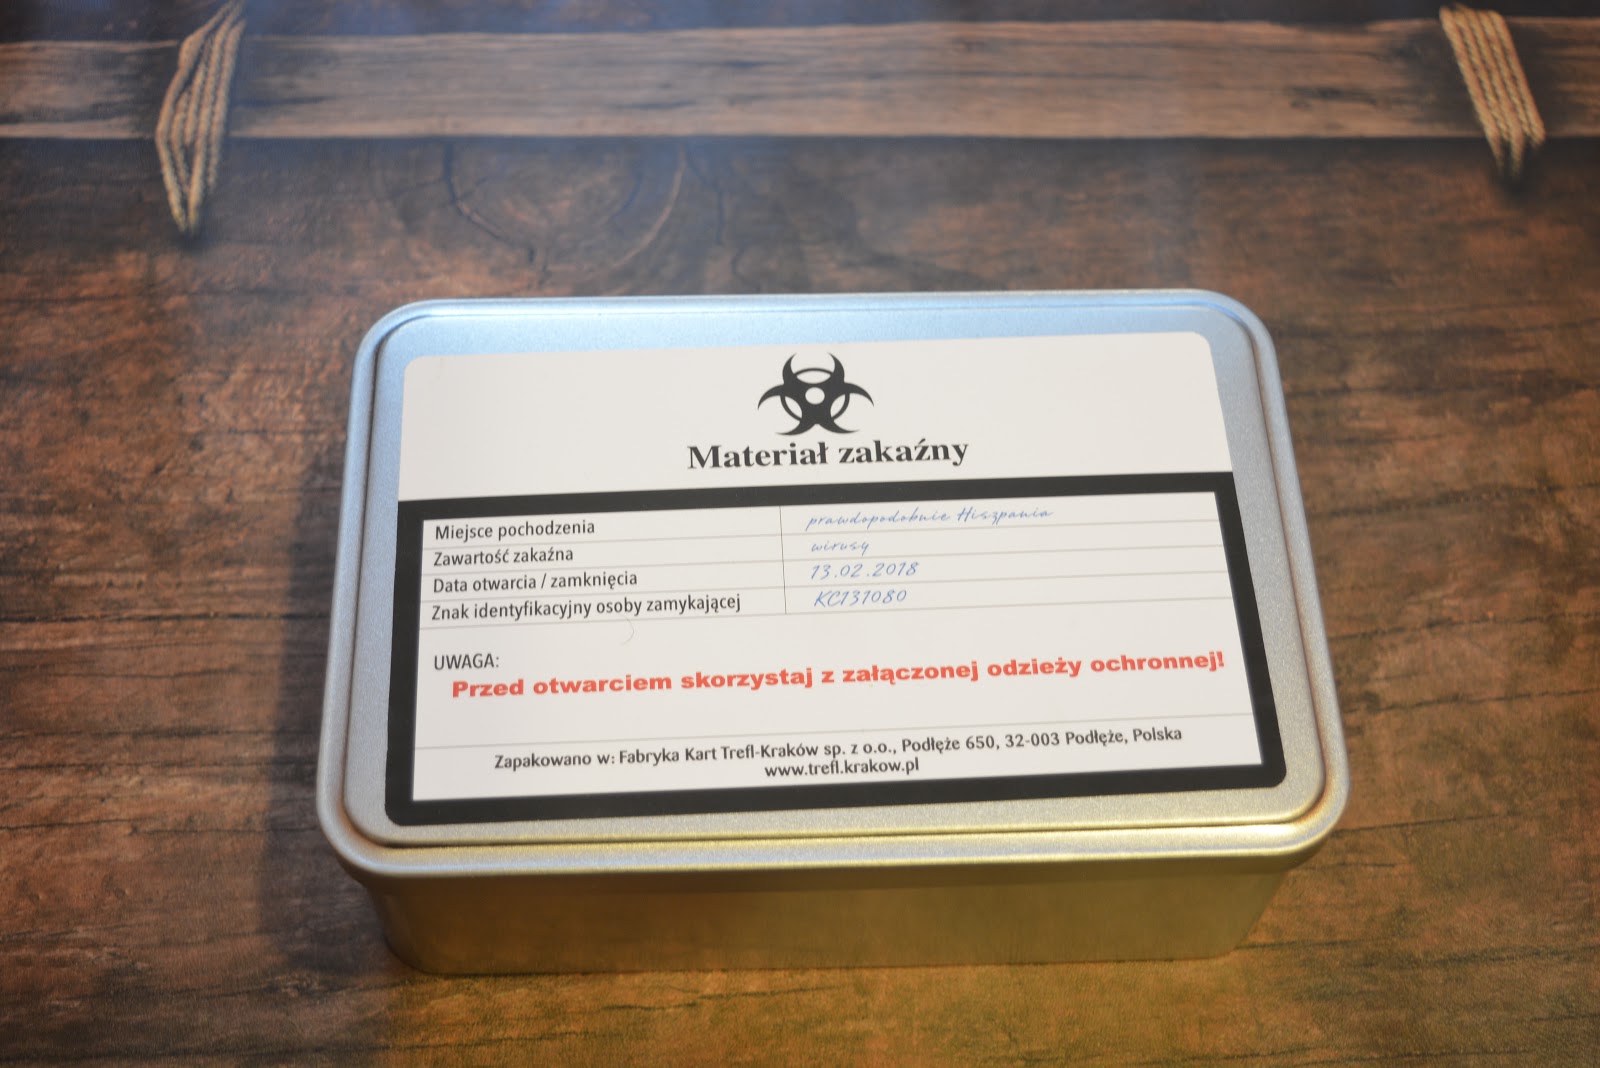 Materiał zakaźny
Miejsce pochodzenia prawdopodobnie Hiszpania
Zawartość zakaźna wirusy
Data otwarcia / zamknięcia 13.02.2018
Znak identyfikacyjny osoby zamykającej KC131080
UWAGA:
Przed otwarciem skorzystaj z załączonej odzieży ochronnej!
Zapakowano w: Fabryka Kart Trefl-Kraków sp. z o.o., Podłęże 650, 32-003 Podłęże, Polska
www.trefl.krakow.pl